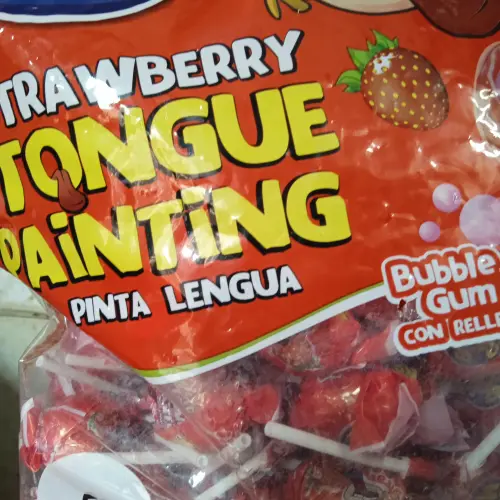 TRAWBERRY
TONGUE
PAiNTiNG
PINTA LENGUA
Bubble
Gum
CON RELLE